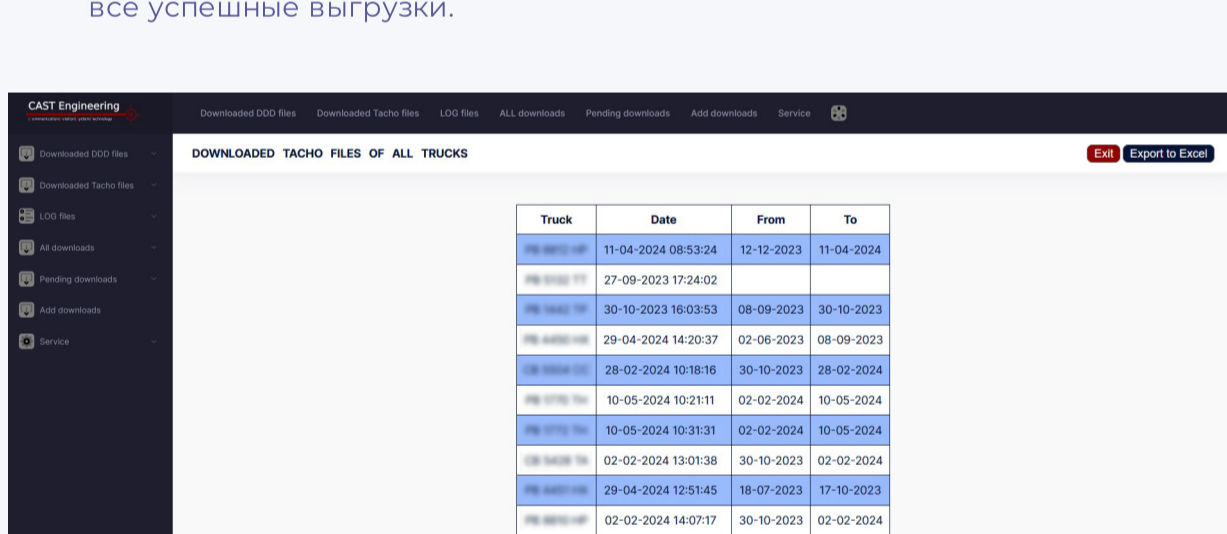 все успешные выгрузки.
CAST Engineering
Downloaded DDD files Downloaded Tacho files LOG files ALL downloads Pending downloads Add downloads Service
Downloaded DDD files
DOWNLOADED TACHO FILES OF ALL TRUCKS
Exit Export to Excel
Downloaded Tacho files
LOG files
All downloads
Pending downloads
Add downloads
Service
Truck Date From To
11-04-2024 08:53:24 12-12-2023 11-04-2024
27-09-2023 17:24:02
30-10-2023 16:03:53 08-09-2023 30-10-2023
29-04-2024 14:20:37 02-06-2023 08-09-2023
28-02-2024 10:18:16 30-10-2023 28-02-2024
10-05-2024 10:21:11 02-02-2024 10-05-2024
10-05-2024 10:31:31 02-02-2024 10-05-2024
02-02-2024 13:01:38 30-10-2023 02-02-2024
29-04-2024 12:51:45 18-07-2023 17-10-2023
02-02-2024 14:07:17 30-10-2023 02-02-2024